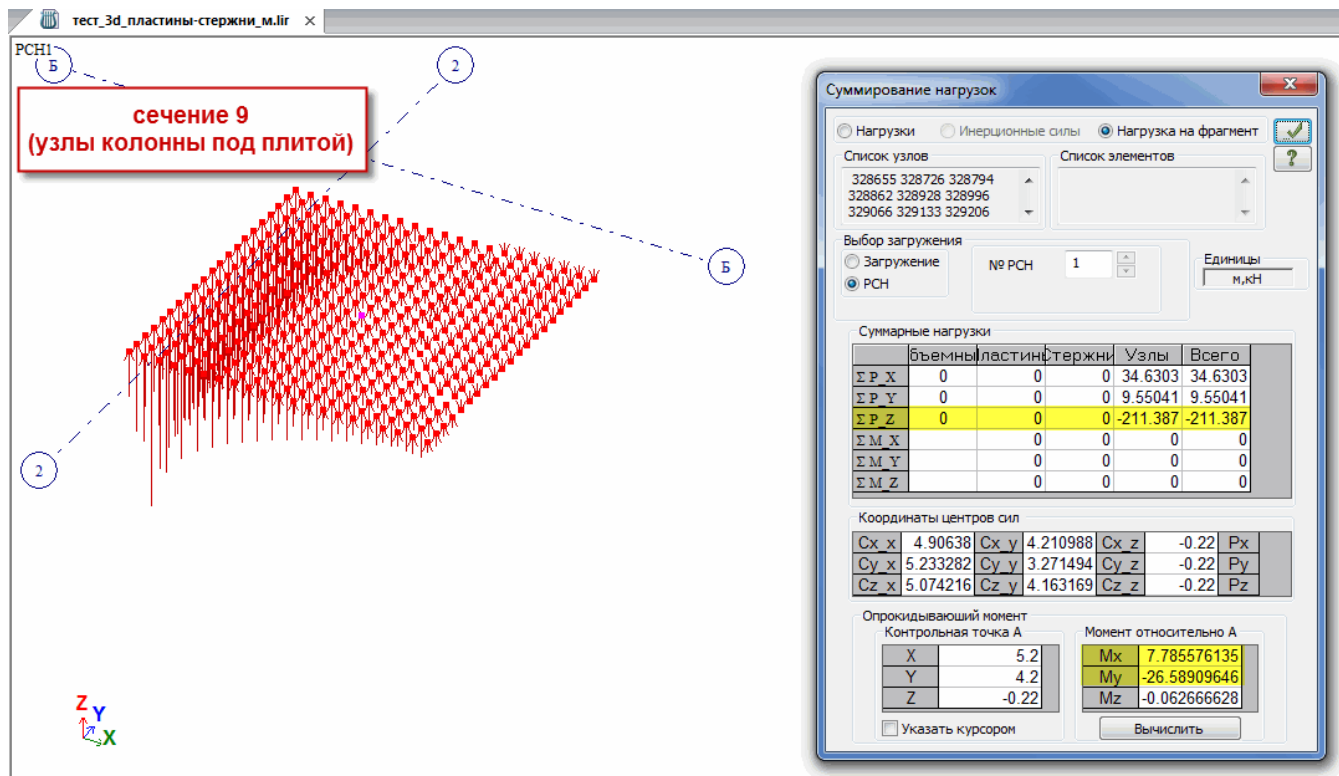 тест_3d_пластины-стержни_м.lir
РСН1
Б
2
сечение 9
(узлы колонны под плитой)
Б
2
Z
Y
X
Суммирование нагрузок
Нагрузки Инерционные силы Нагрузка на фрагмент
Список узлов Список элементов
328655 328726 328794
328862 328928 328996
329066 329133 329206
Выбор загружения
Загружение
РСН
№ РСН 1
Единицы
м,кН
Суммарные нагрузки
бъемны пластин Стержни Узлы Всего
Σ P_X 0 0 0 34.6303 34.6303
Σ P_Y 0 0 0 9.55041 9.55041
Σ P_Z 0 0 0 -211.387 -211.387
Σ M_X 0 0 0 0
Σ M_Y 0 0 0 0
Σ M_Z 0 0 0 0
Координаты центров сил
Cx_x 4.90638 Cx_y 4.210988 Cx_z -0.22 Px
Cy_x 5.233282 Cy_y 3.271494 Cy_z -0.22 Py
Cz_x 5.074216 Cz_y 4.163169 Cz_z -0.22 Pz
Опрокидывающий момент
Контрольная точка А Момент относительно А
X 5.2 Mx 7.785576135
Y 4.2 My -26.58909646
Z -0.22 Mz -0.062666628
Указать курсором Вычислить